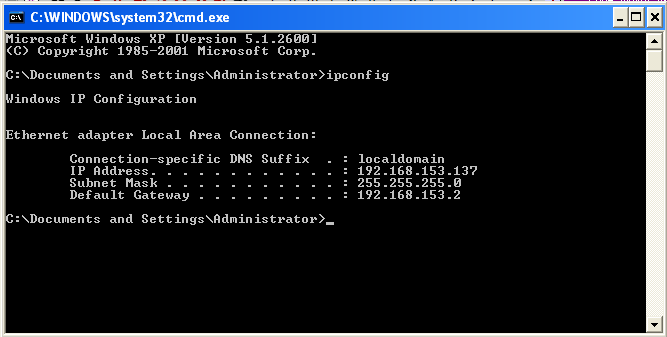 C:\WINDOWS\system32\cmd.exe
Microsoft Windows XP [Version 5.1.2600]
(C) Copyright 1985-2001 Microsoft Corp.
C:\Documents and Settings\Administrator>ipconfig
Windows IP Configuration
Ethernet adapter Local Area Connection:
Connection-specific DNS Suffix  . : localdomain
IP Address. . . . . . . . . . . . : 192.168.153.137
Subnet Mask . . . . . . . . . . . : 255.255.255.0
Default Gateway . . . . . . . . . : 192.168.153.2
C:\Documents and Settings\Administrator>_